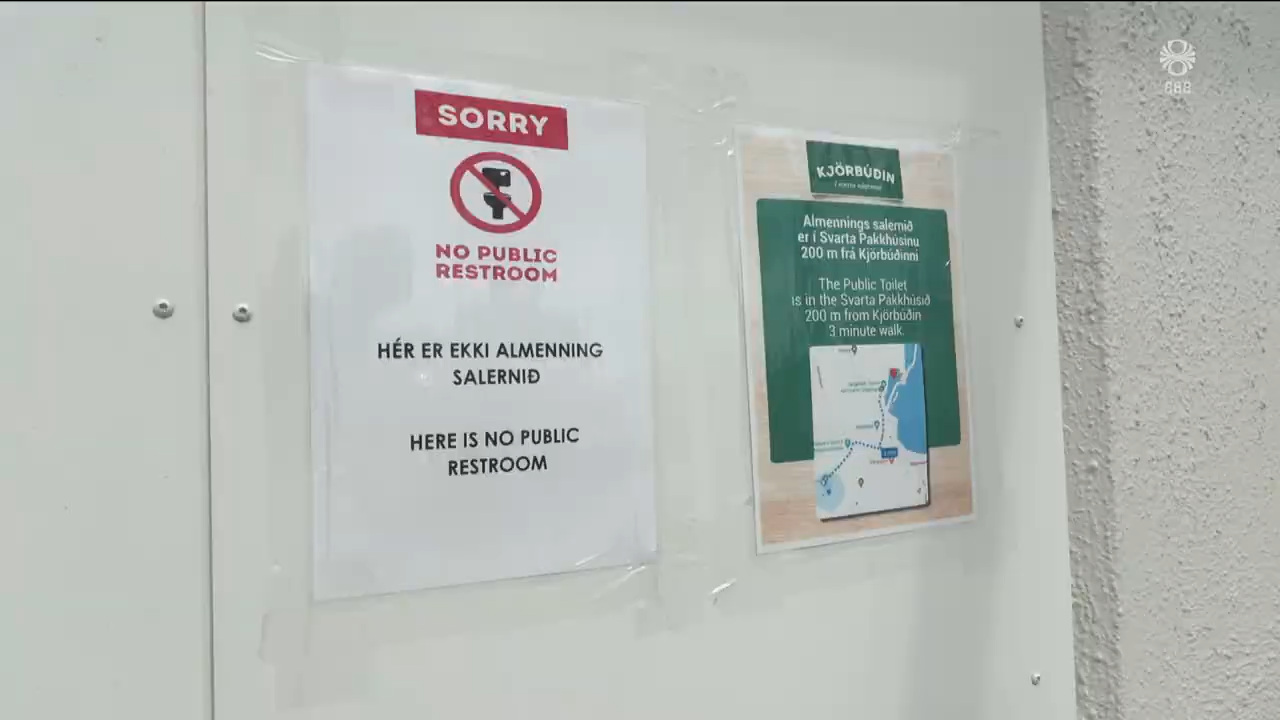 SORRY
NO PUBLIC
RESTROOM
HÉR ER EKKI ALMENNING
SALERNIÐ
HERE IS NO PUBLIC
RESTROOM
KJÖRBÚÐIN
Almennings salernið
er í Svarta Pakkhúsinu
200 m frá Kjörbúðinni
The Public Toilet
is in the Svarta Pakkhúsið
200 m from Kjörbúðin
3 minute walk.
888